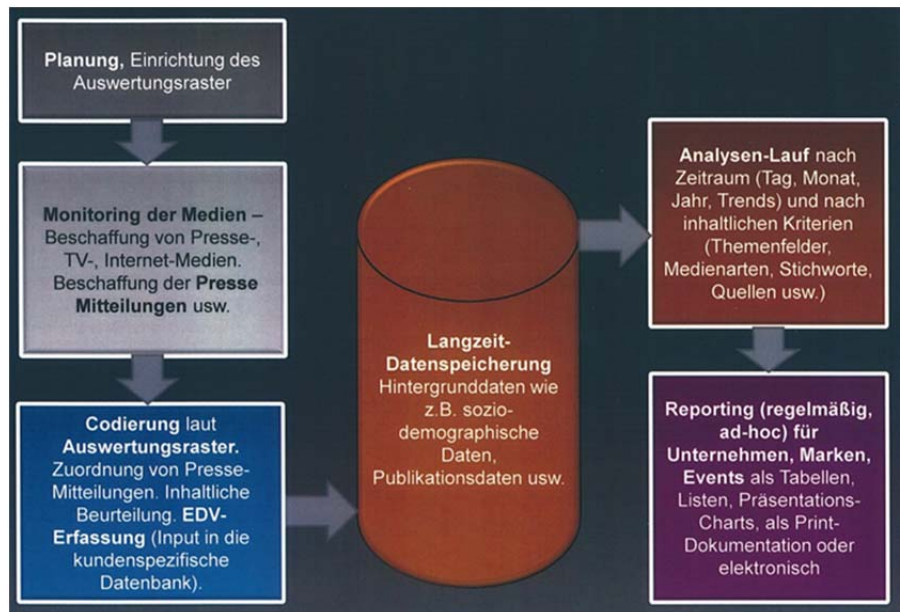 Planung, Einrichtung des
Auswertungsraster
Monitoring der Medien –
Beschaffung von Presse-,
TV-, Internet-Medien.
Beschaffung der Presse
Mitteilungen usw.
Codierung laut
Auswertungsraster.
Zuordnung von Presse-
Mitteilungen. Inhaltliche
Beurteilung. EDV-
Erfassung (Input in die
kundenspezifische
Datenbank).
Langzeit-
Datenspeicherung
Hintergrunddaten wie
z.B. sozio-
demographische
Daten,
Publikationsdaten usw.
Analysen-Lauf nach
Zeitraum (Tag, Monat,
Jahr, Trends) und nach
inhaltlichen Kriterien
(Themenfelder,
Medienarten, Stichworte,
Quellen usw.)
Reporting (regelmäßig,
ad-hoc) für
Unternehmen, Marken,
Events als Tabellen,
Listen, Präsentations-
Charts, als Print-
Dokumentation oder
elektronisch